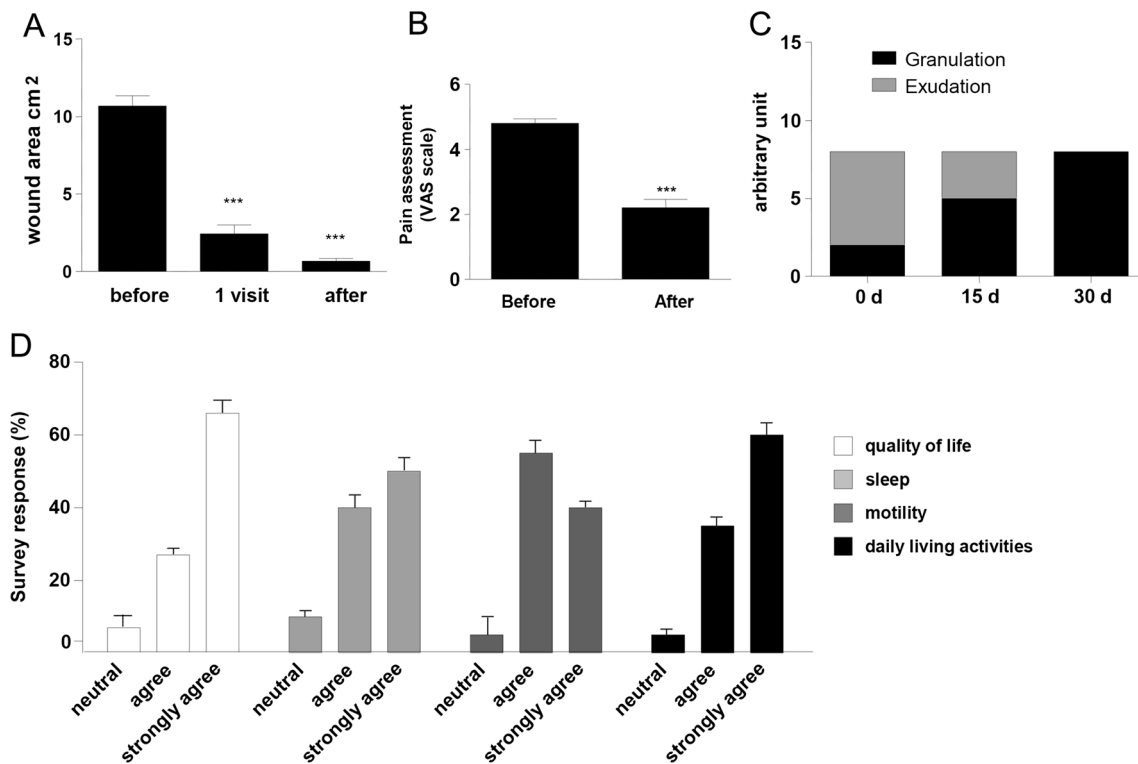 A
wound area cm 2
15
10
5
0
***
***
before
1 visit
after
B
Pain assessment
(VAS scale)
6
4
2
0
***
Before
After
C
arbitrary unit
15
10
5
0
Granulation
Exudation
0 d
15 d
30 d
D
Survey response (%)
80
60
40
20
0
neutral
agree
strongly agree
neutral
agree
strongly agree
neutral
agree
strongly agree
neutral
agree
strongly agree
quality of life
sleep
motility
daily living activities